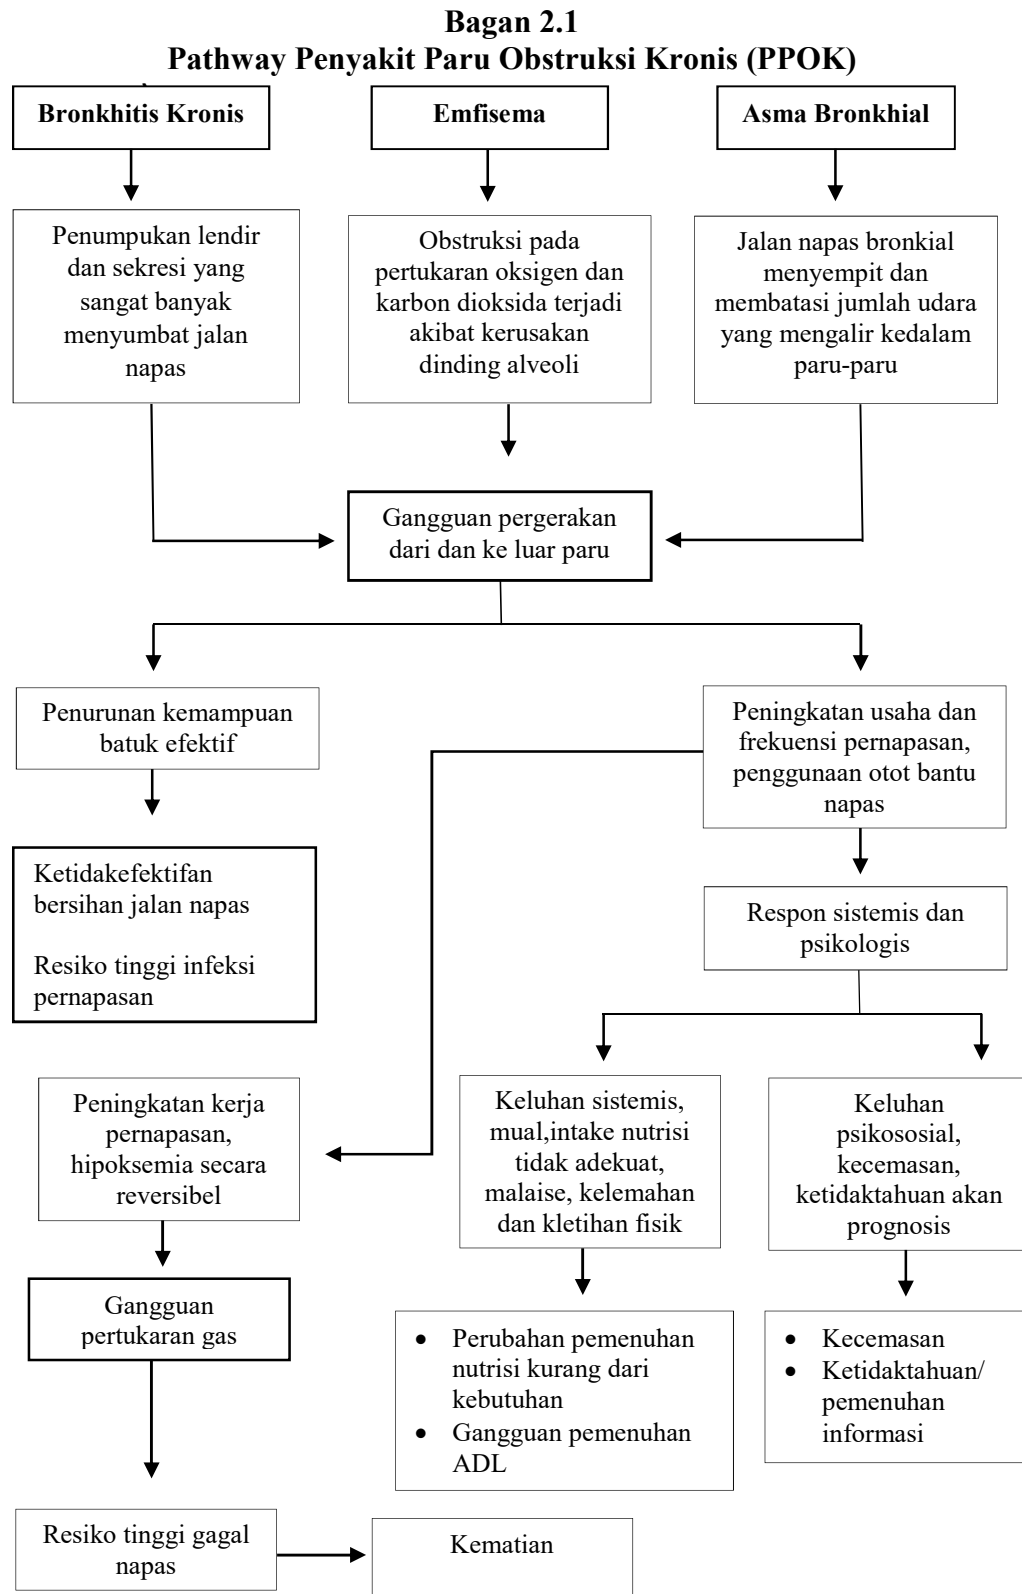 Bagan 2.1
Pathway Penyakit Paru Obstruksi Kronis (PPOK)
Bronkhitis Kronis
Emfisema
Asma Bronkhial
Penumpukan lendir
dan sekresi yang
sangat banyak
menyumbat jalan
napas
Obstruksi pada
pertukaran oksigen dan
karbon dioksida terjadi
akibat kerusakan
dinding alveoli
Jalan napas bronkial
menyempit dan
membatasi jumlah udara
yang mengalir kedalam
paru-paru
Gangguan pergerakan
dari dan ke luar paru
Penurunan kemampuan
batuk efektif
Peningkatan usaha dan
frekuensi pernapasan,
penggunaan otot bantu
napas
Ketidakefektifan
bersihan jalan napas
Resiko tinggi infeksi
pernapasan
Respon sistemis dan
psikologis
Peningkatan kerja
pernapasan,
hipoksemia secara
reversibel
Keluhan sistemis,
mual,intake nutrisi
tidak adekuat,
malaise, kelemahan
dan kletihan fisik
Keluhan
psikososial,
kecemasan,
ketidaktahuan akan
prognosis
Gangguan
pertukaran gas
• Perubahan pemenuhan
nutrisi kurang dari
kebutuhan
• Gangguan pemenuhan
ADL
• Kecemasan
• Ketidaktahuan/
pemenuhan
informasi
Resiko tinggi gagal
napas
Kematian